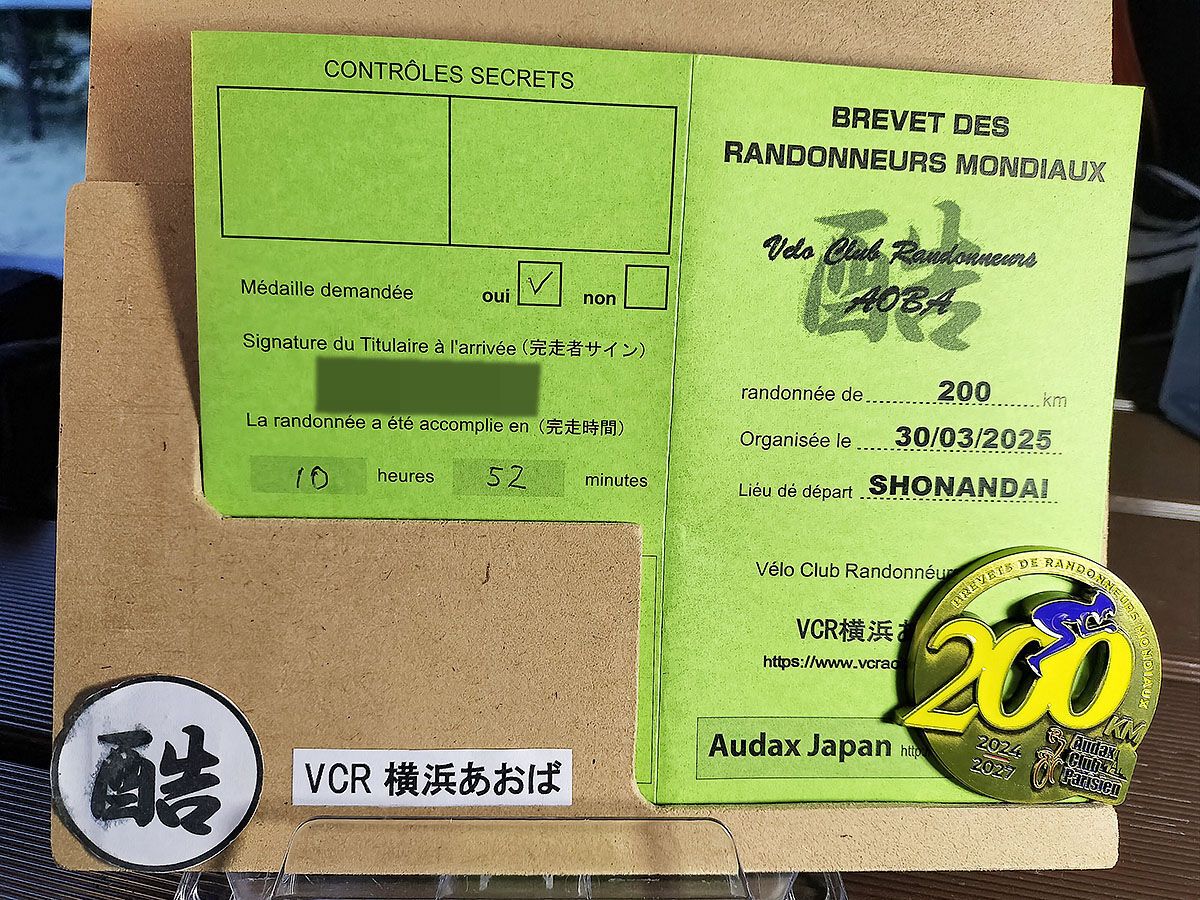 CONTRÔLES SECRETS
Médaille demandée oui ✓ non
Signature du Titulaire à l'arrivée (完走者サイン)
La randonnée a été accomplie en (完走時間)
10 heures 52 minutes
BREVET DES
RANDONNEURS MONDIAUX
酷
Vélo Club Randonneurs
AOBA
randonnée de 200 km
Organisée le 30/03/2025
Liéu dé départ SHONANDAI
Vélo Club Randonnéur
VCR横浜あ
https://www.vcrao
Audax Japan http
BREVETS DE RANDONNEURS MONDIAUX
200
KM
2024
2027
Audax
Club
Parisien
酷
VCR 横浜あおば